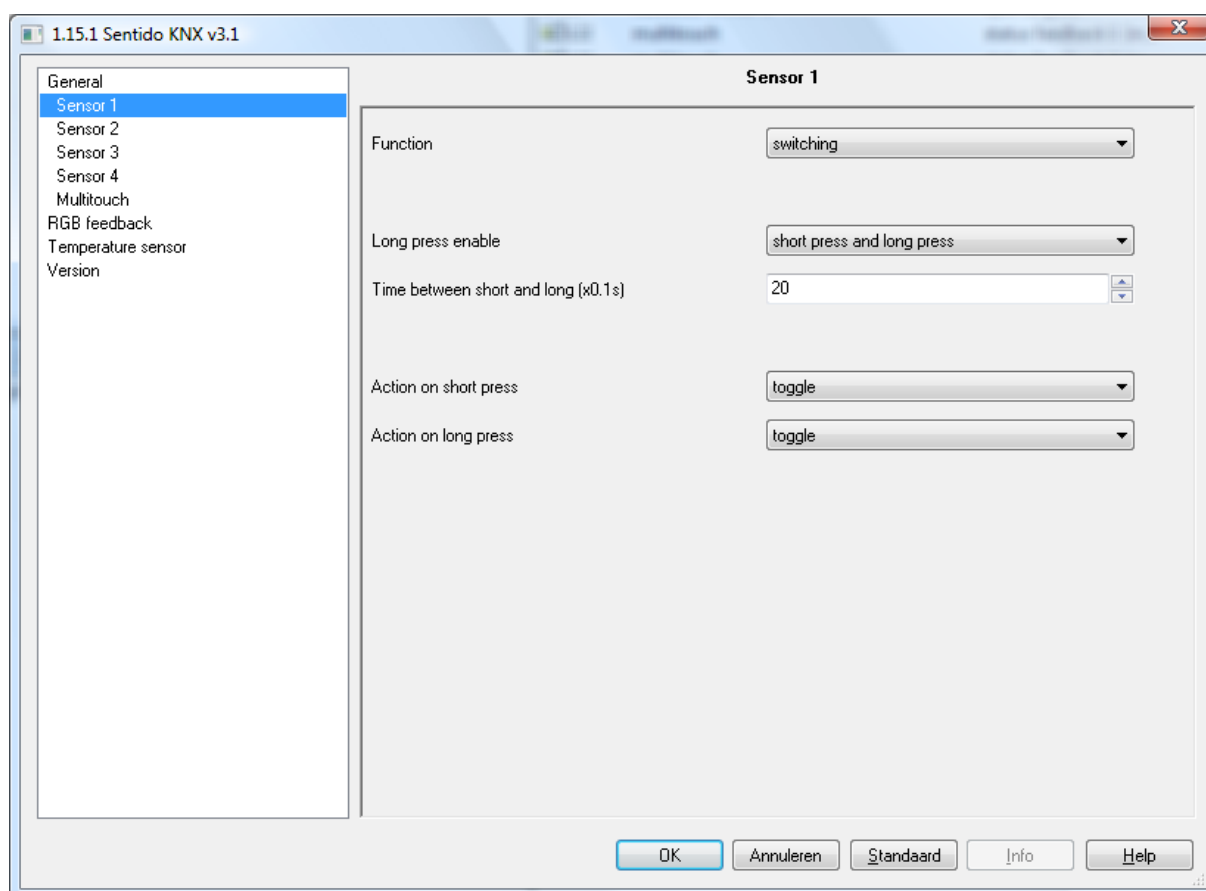 1.15.1 Sentido KNX v3.1
General
Sensor 1
Sensor 2
Sensor 3
Sensor 4
Multitouch
RGB feedback
Temperature sensor
Version
Sensor 1
Function
switching
Long press enable
short press and long press
Time between short and long (x0.1s)
20
Action on short press
toggle
Action on long press
toggle
OK
Annuleren
Standaard
Info
Help